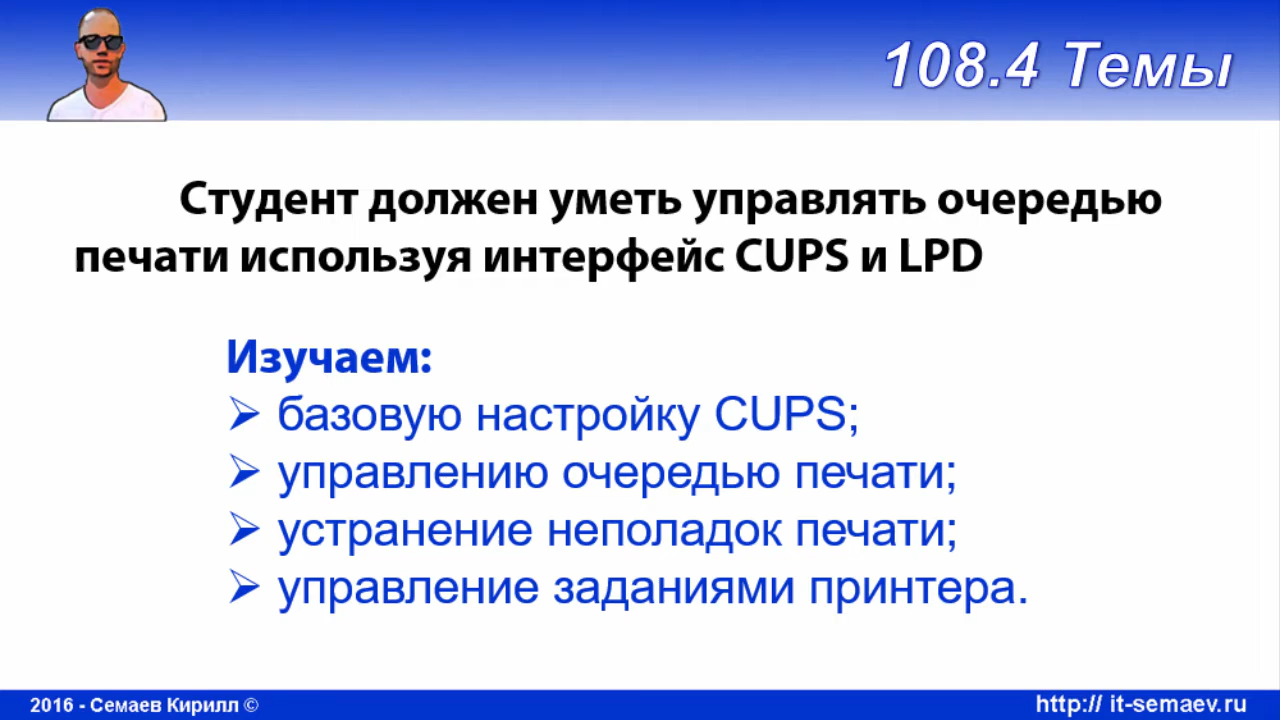 108.4 Темы
Студент должен уметь управлять очередью
печати используя интерфейс CUPS и LPD
Изучаем:
➢ базовую настройку CUPS;
➢ управлению очередью печати;
➢ устранение неполадок печати;
➢ управление заданиями принтера.
2016 - Семаев Кирилл ©
http:// it-semaev.ru